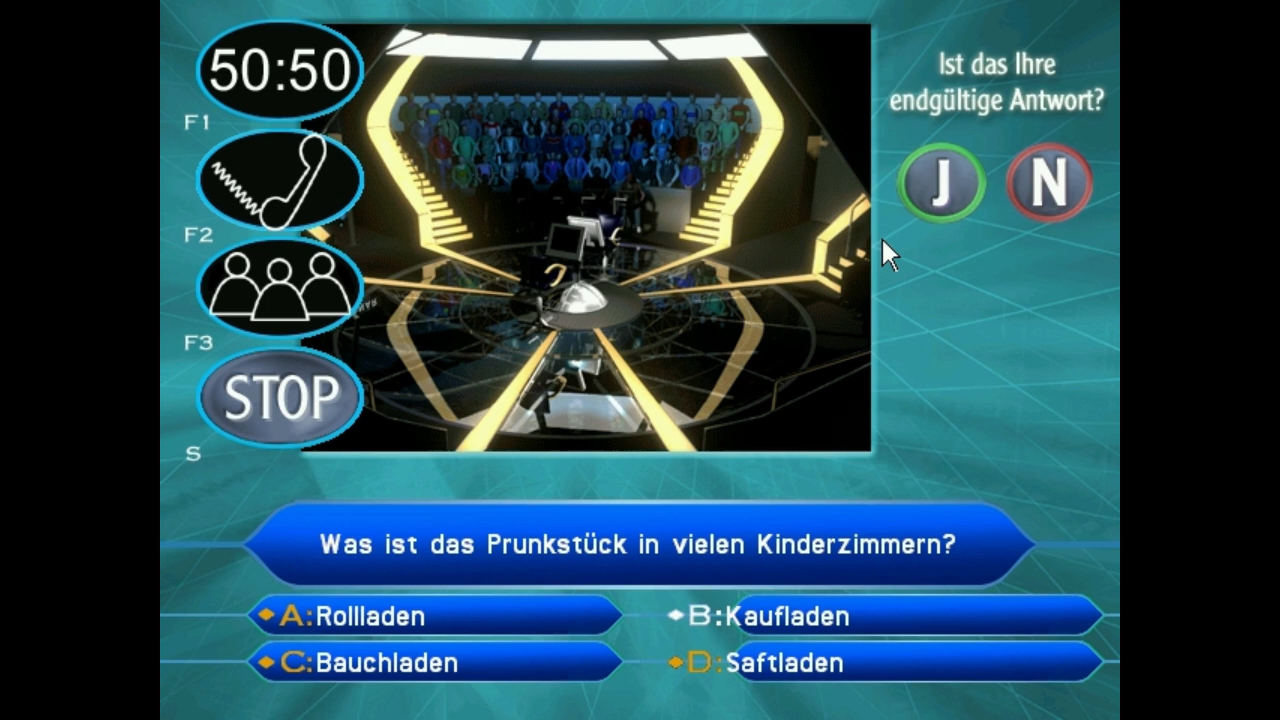 50:50
F1
F2
F3
STOP
S
Ist das Ihre
endgültige Antwort?
J N
Was ist das Prunkstück in vielen Kinderzimmern?
A:Rollladen
B:Kaufladen
C:Bauchladen
D:Saftladen